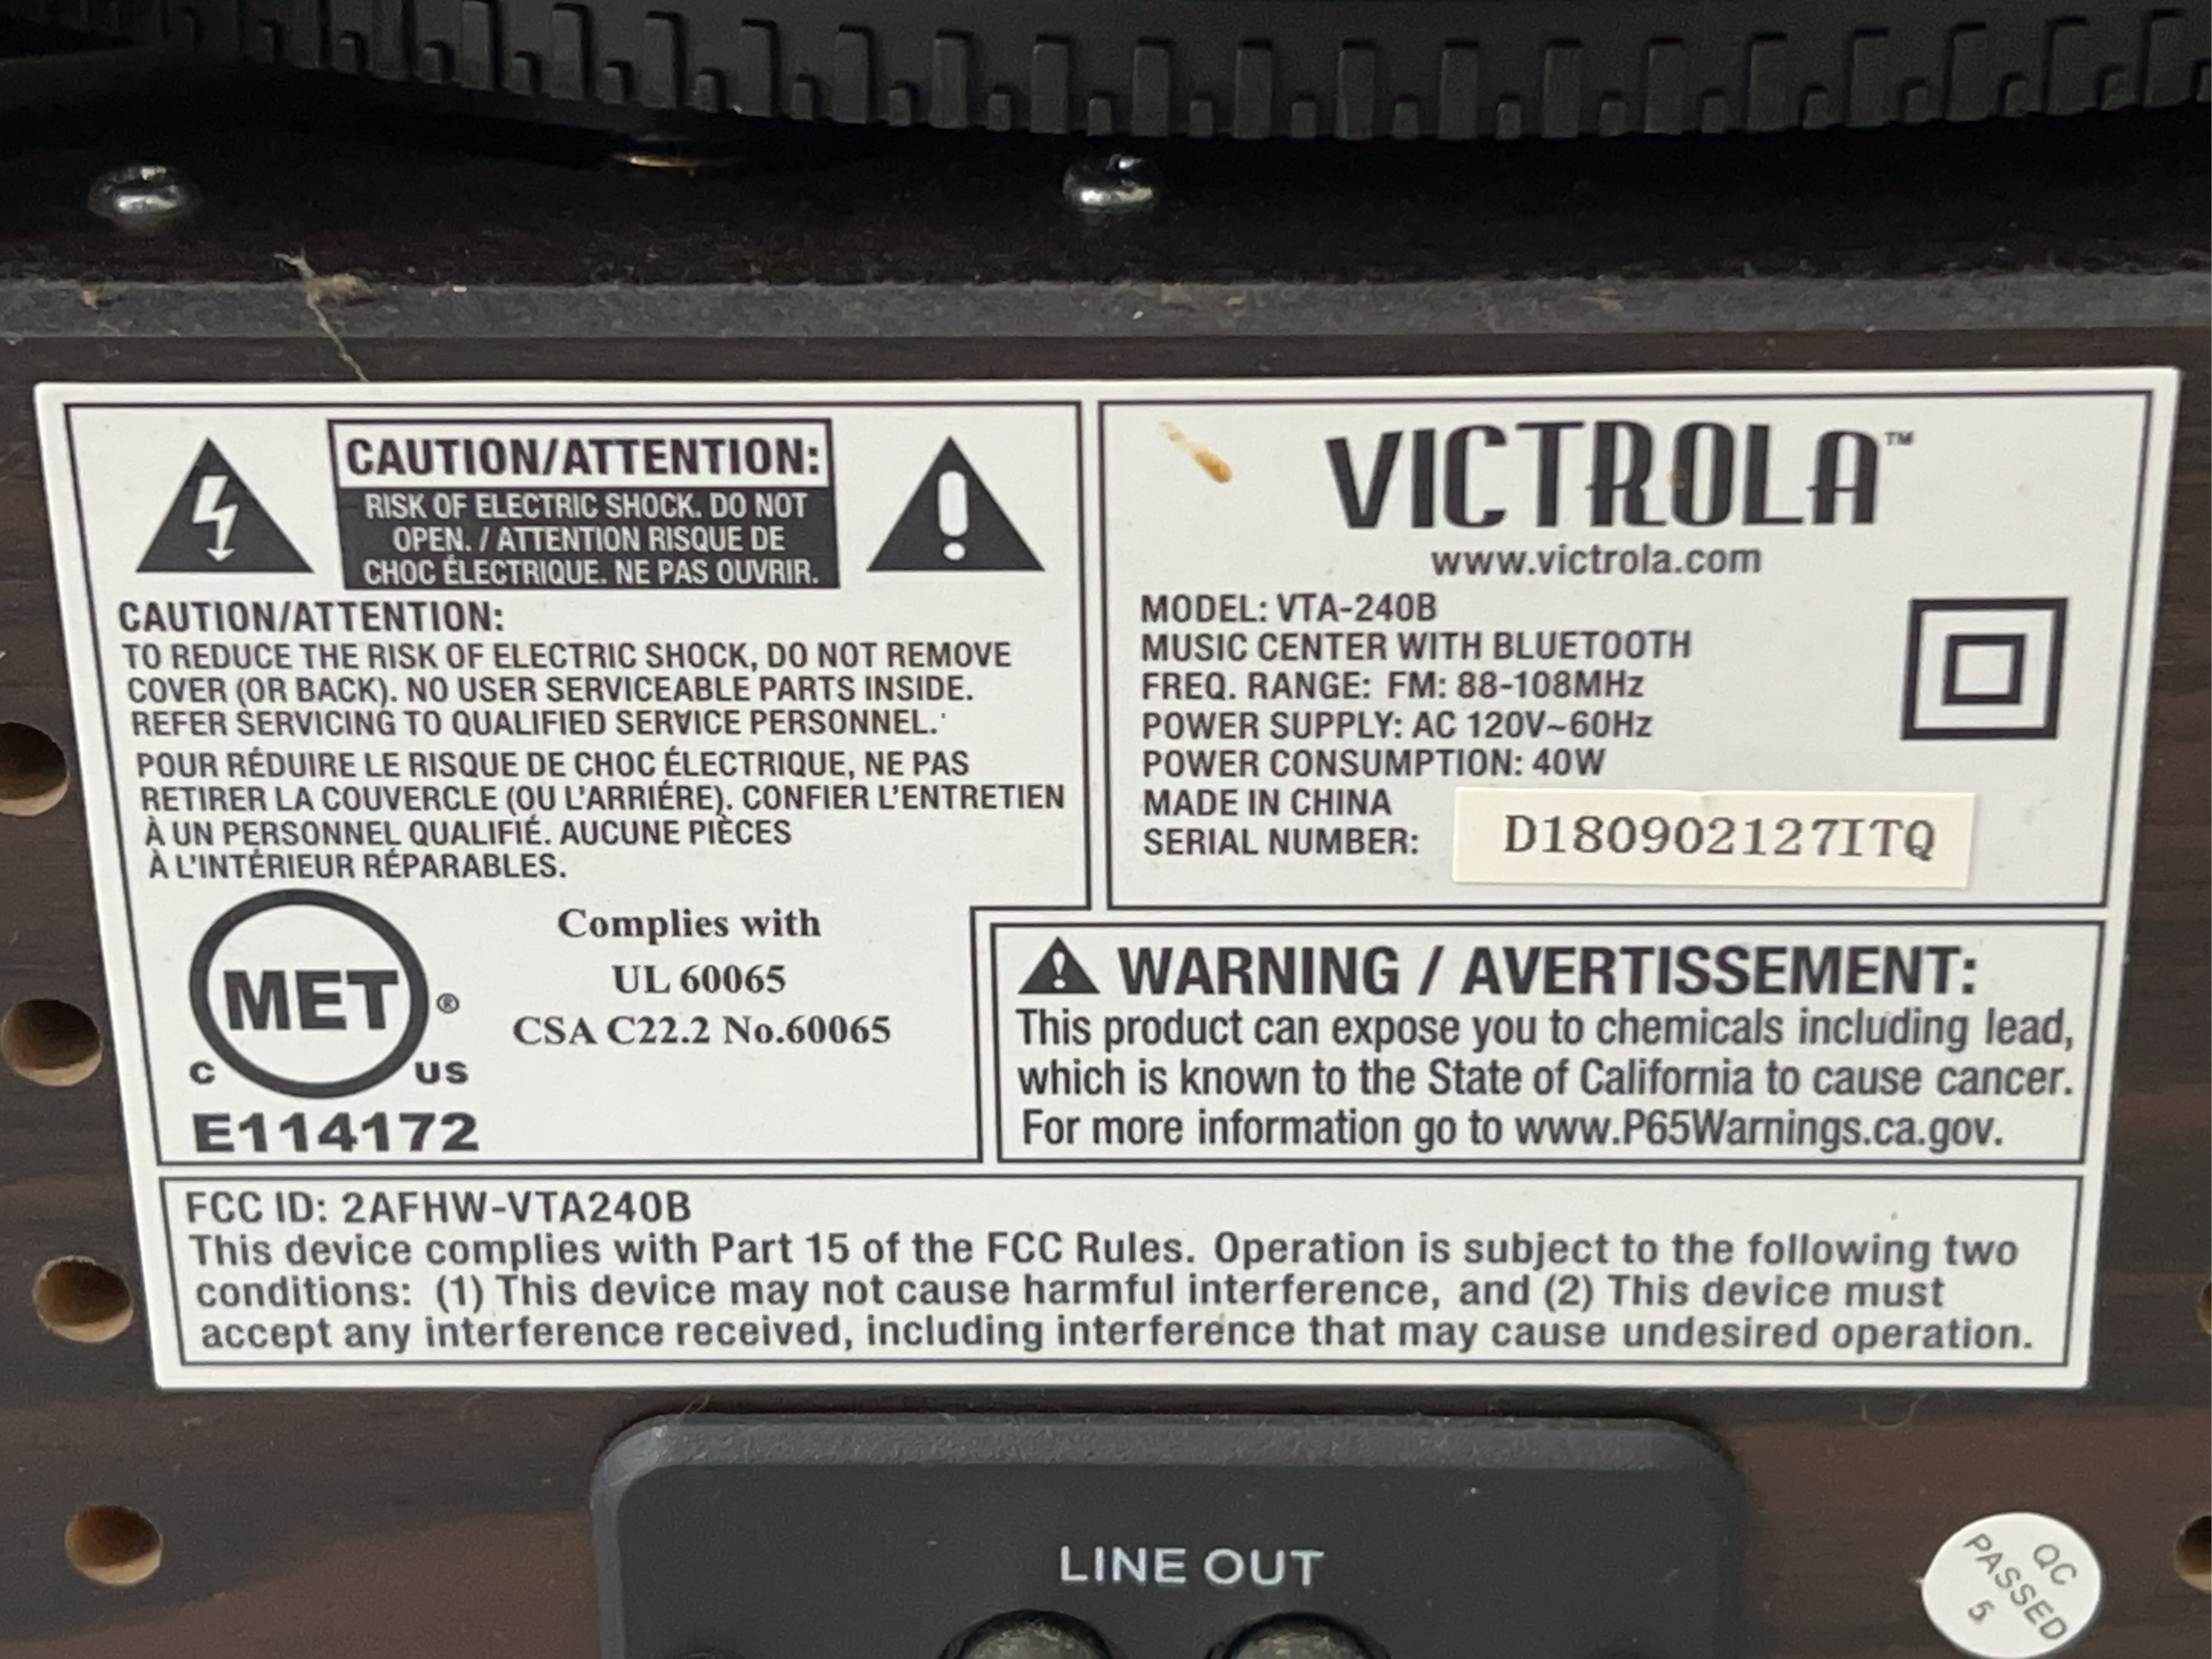 CAUTION/ATTENTION:
RISK OF ELECTRIC SHOCK. DO NOT
OPEN. / ATTENTION RISQUE DE
CHOC ÉLECTRIQUE. NE PAS OUVRIR.
CAUTION/ATTENTION:
TO REDUCE THE RISK OF ELECTRIC SHOCK, DO NOT REMOVE
COVER (OR BACK). NO USER SERVICEABLE PARTS INSIDE.
REFER SERVICING TO QUALIFIED SERVICE PERSONNEL.
POUR RÉDUIRE LE RISQUE DE CHOC ÉLECTRIQUE, NE PAS
RETIRER LA COUVERCLE (OU L'ARRIÉRE). CONFIER L'ENTRETIEN
À UN PERSONNEL QUALIFIÉ. AUCUNE PIÈCES
À L'INTÉRIEUR RÉPARABLES.
MET®
C US
E114172
Complies with
UL 60065
CSA C22.2 No.60065
VICTROLA™
www.victrola.com
MODEL: VTA-240B
MUSIC CENTER WITH BLUETOOTH
FREQ. RANGE: FM: 88-108MHz
POWER SUPPLY: AC 120V~60Hz
POWER CONSUMPTION: 40W
MADE IN CHINA
SERIAL NUMBER: D180902127ITQ
WARNING / AVERTISSEMENT:
This product can expose you to chemicals including lead,
which is known to the State of California to cause cancer.
For more information go to www.P65Warnings.ca.gov.
FCC ID: 2AFHW-VTA240B
This device complies with Part 15 of the FCC Rules. Operation is subject to the following two
conditions: (1) This device may not cause harmful interference, and (2) This device must
accept any interference received, including interference that may cause undesired operation.
LINE OUT
QC
PASSED
5